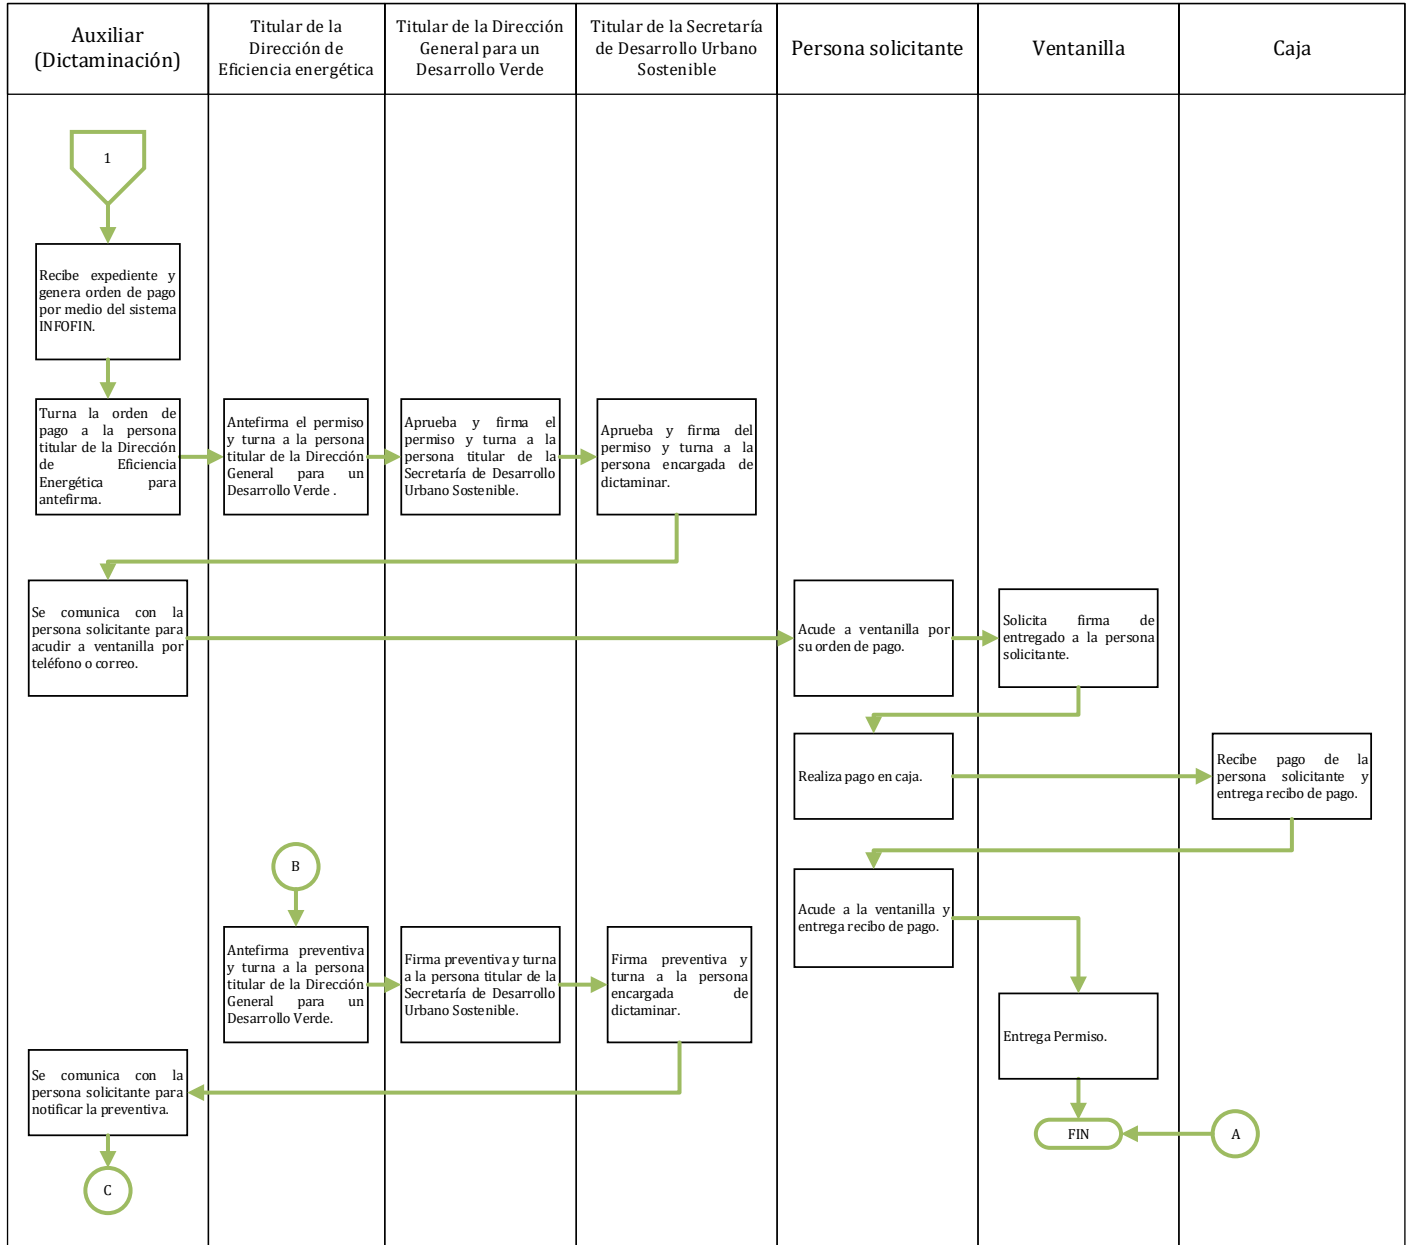 Auxiliar
(Dictaminación)
Titular de la
Dirección de
Eficiencia energética
Titular de la Dirección
General para un
Desarrollo Verde
Titular de la Secretaría
de Desarrollo Urbano
Sostenible
Persona solicitante
Ventanilla
Caja
1
Recibe expediente y
genera orden de pago
por medio del sistema
INFOFIN.
Turna la orden de
pago a la persona
titular de la Dirección
de Eficiencia
Energética para
antefirma.
Antefirma el permiso
y turna a la persona
titular de la Dirección
General para un
Desarrollo Verde .
Aprueba y firma el
permiso y turna a la
persona titular de la
Secretaría de Desarrollo
Urbano Sostenible.
Aprueba y firma del
permiso y turna a la
persona encargada de
dictaminar.
Se comunica con la
persona solicitante para
acudir a ventanilla por
teléfono o correo.
Acude a ventanilla por
su orden de pago.
Solicita firma de
entregado a la persona
solicitante.
Realiza pago en caja.
Recibe pago de la
persona solicitante y
entrega recibo de pago.
B
Acude a la ventanilla y
entrega recibo de pago.
Antefirma preventiva
y turna a la persona
titular de la Dirección
General para un
Desarrollo Verde.
Firma preventiva y turna
a la persona titular de la
Secretaría de Desarrollo
Urbano Sostenible.
Firma preventiva y
turna a la persona
encargada de
dictaminar.
Entrega Permiso.
Se comunica con la
persona solicitante para
notificar la preventiva.
FIN
A
C